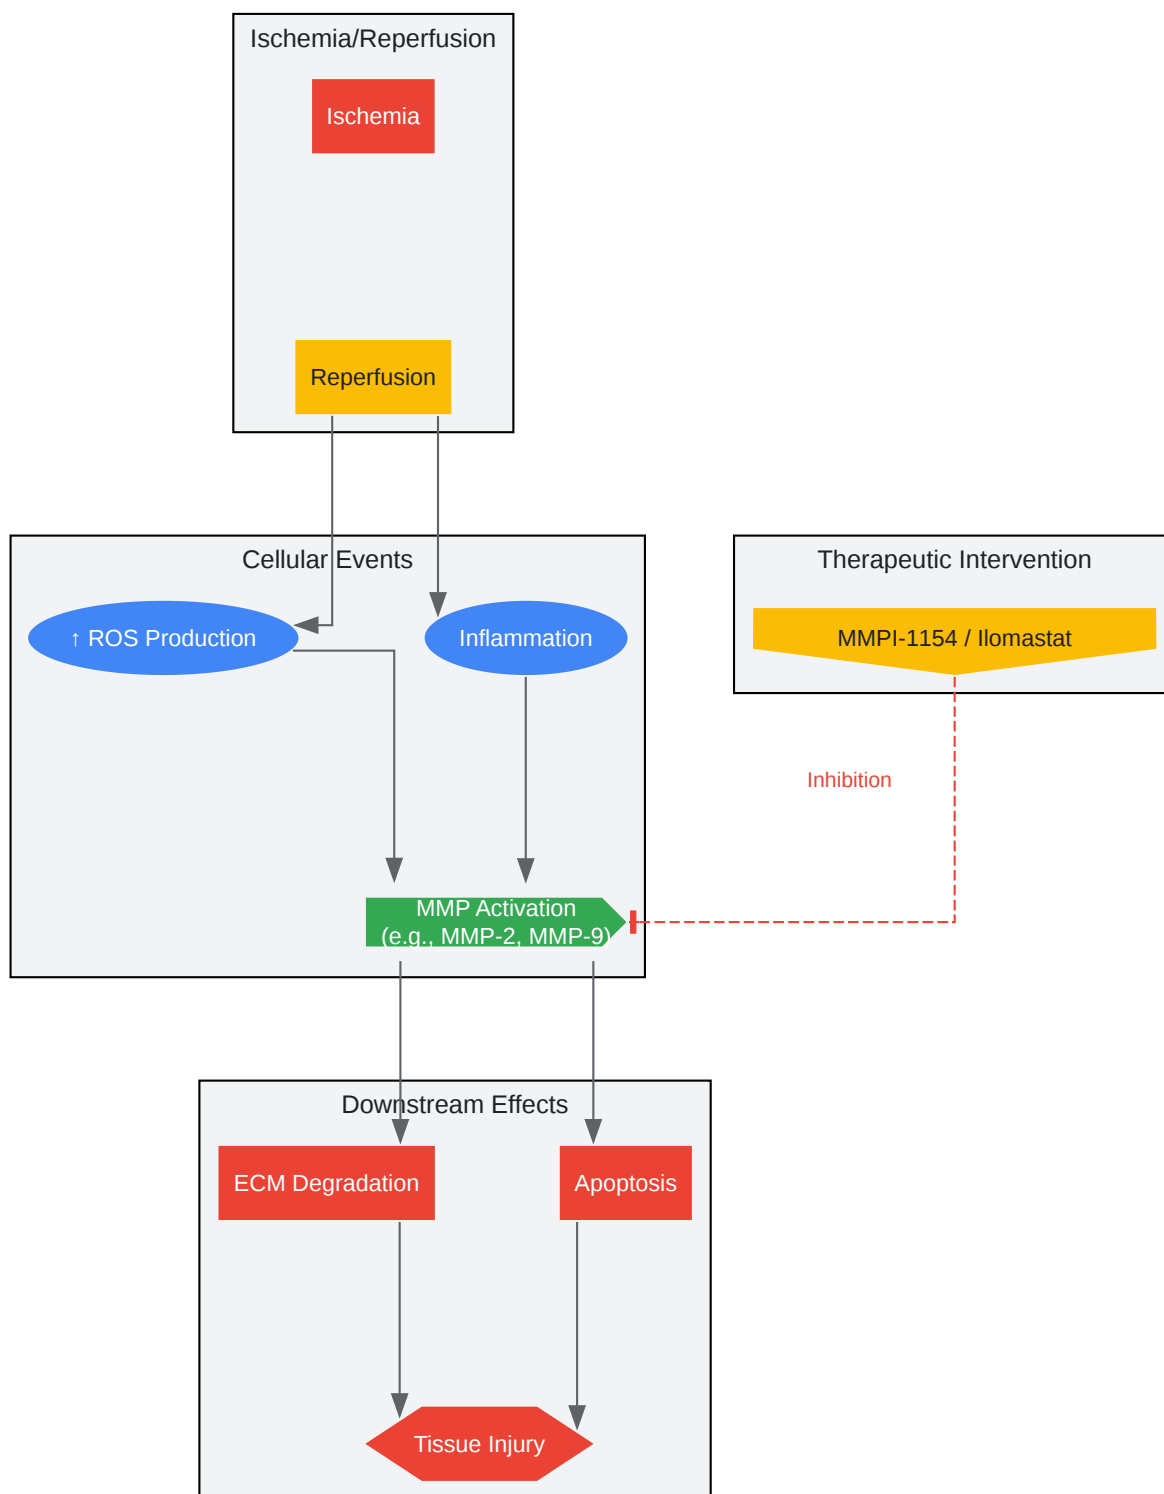 Ischemia/Reperfusion
Ischemia
Reperfusion
Cellular Events
↑ ROS Production
Inflammation
MMP Activation
(e.g., MMP-2, MMP-9)
Therapeutic Intervention
MMPI-1154 / Ilomastat
Inhibition
Downstream Effects
ECM Degradation
Apoptosis
Tissue Injury